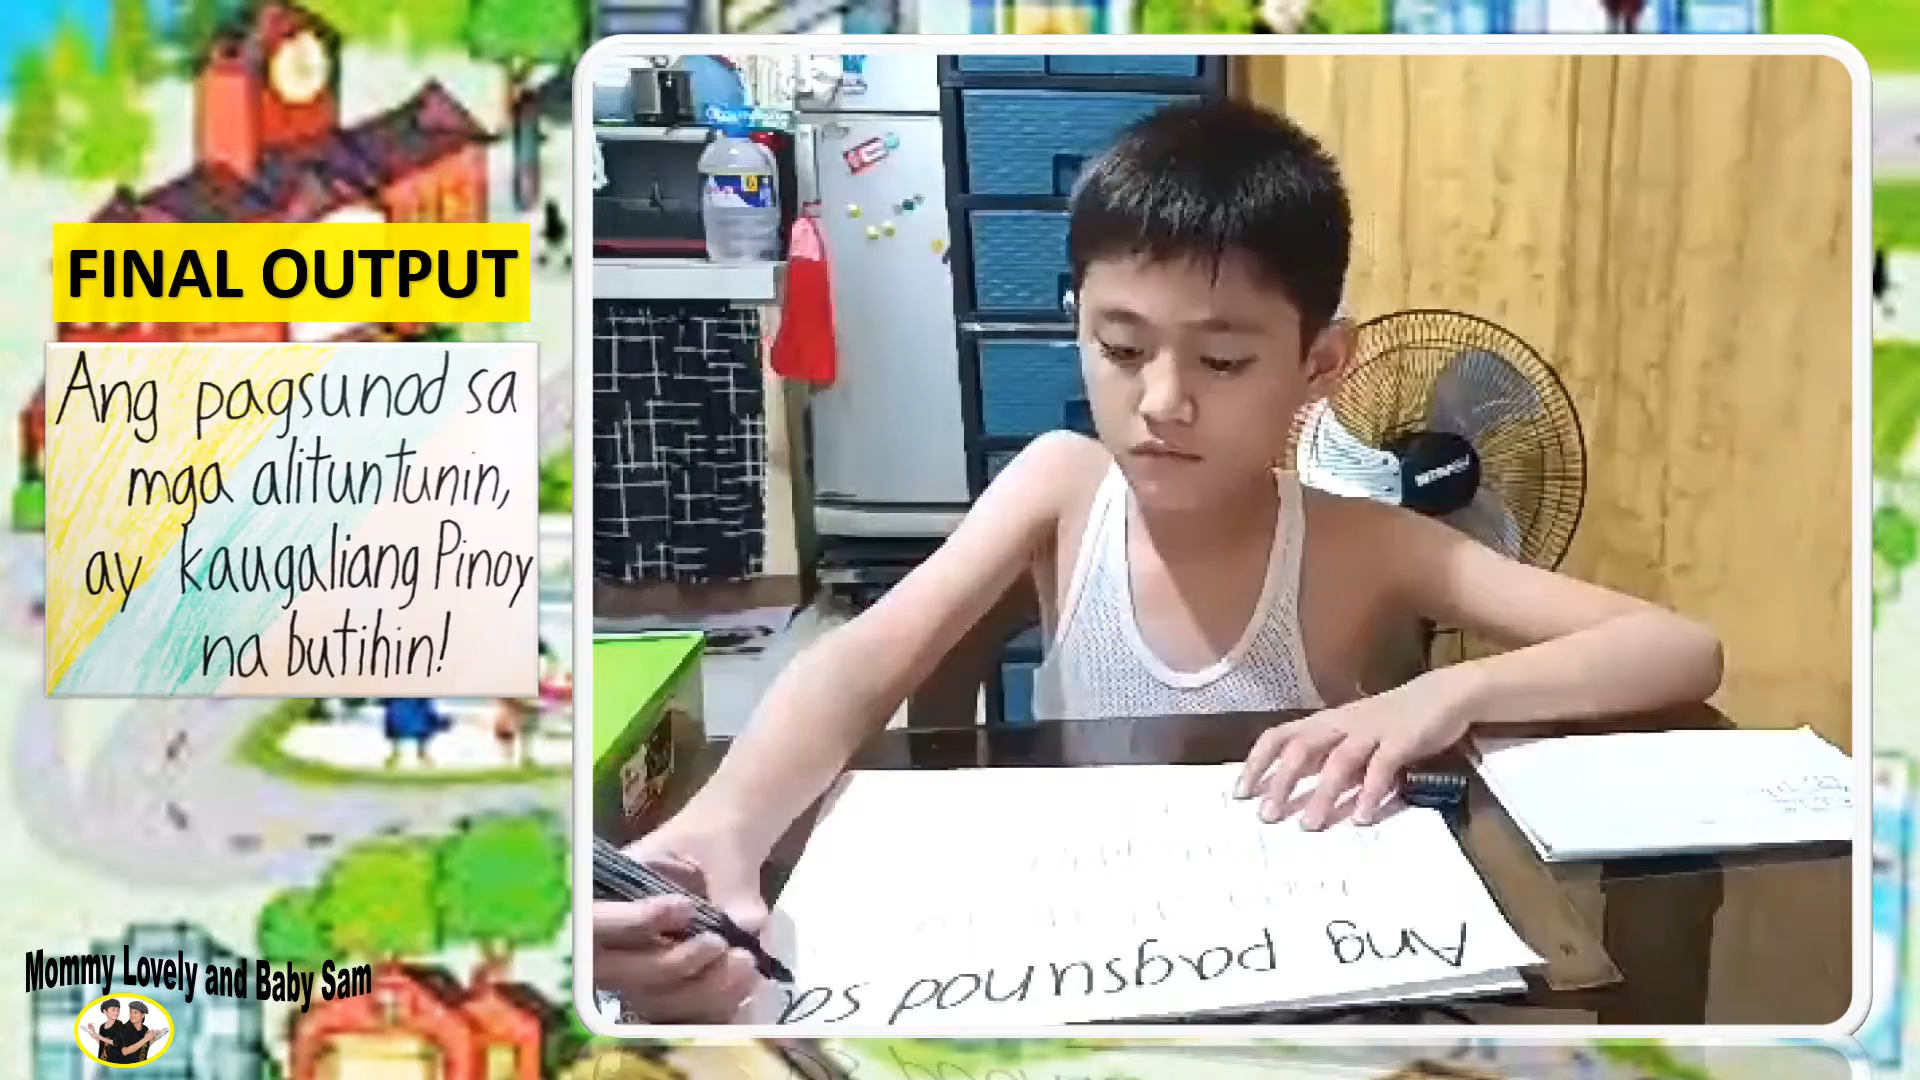 FINAL OUTPUT
Ang pagsunod sa
mga alituntunin,
ay kaugaliang Pinoy
na butihin!
Mommy Lovely and Baby Sam
Ang pagsunod sa